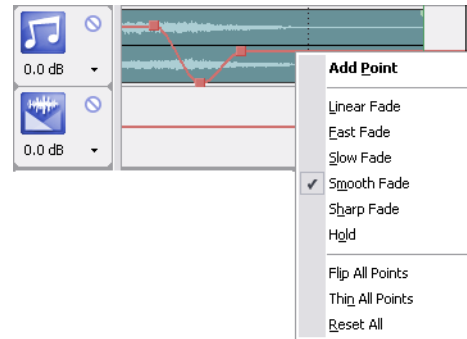 0.0 dB
0.0 dB
Add Point
Linear Fade
Fast Fade
Slow Fade
Smooth Fade
Sharp Fade
Hold
Flip All Points
Thin All Points
Reset All